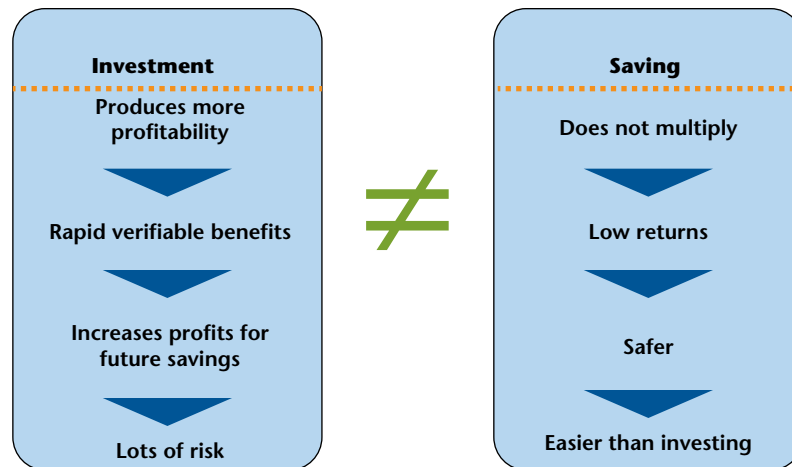 Investment
Produces more
profitability
Rapid verifiable benefits
Increases profits for
future savings
Lots of risk
≠
Saving
Does not multiply
Low returns
Safer
Easier than investing